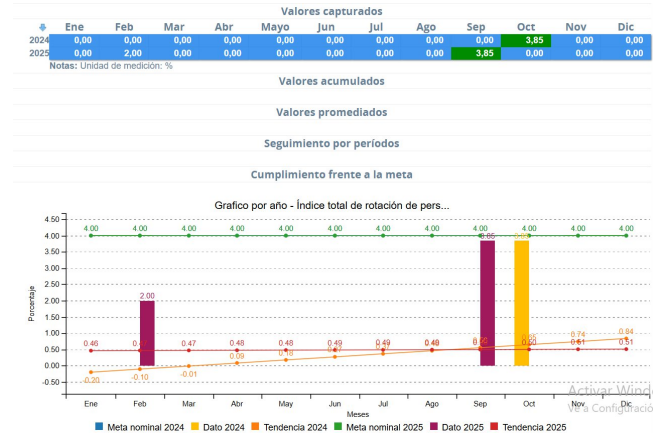 Valores capturados
Ene Feb Mar Abr Mayo Jun Jul Ago Sep Oct Nov Dic
2024 0,00 0,00 0,00 0,00 0,00 0,00 0,00 0,00 0,00 3,85 0,00 0,00
2025 0,00 2,00 0,00 0,00 0,00 0,00 0,00 0,00 3,85 0,00 0,00 0,00
Notas: Unidad de medición: %
Valores acumulados
Valores promediados
Seguimiento por períodos
Cumplimiento frente a la meta
Grafico por año - Índice total de rotación de pers...
4.50
4.00 4.00 4.00 4.00 4.00 4.00 4.00 4.00 4.00 4.00 4.00 4.00
4.00
3.50
3.00
2.50
2.00
2.00
1.50
1.00
0.50
0.46 0.47 0.48 0.48 0.49 0.49 0.51 0.51
0.74 0.84
0.09 0.18
0.00
-0.20 -0.10 -0.01
-0.50
Porcentaje
Ene Feb Mar Abr May Jun Jul Ago Sep Oct Nov Dic
Meses
Activar Wind
Ve a Configuració
Meta nominal 2024 Dato 2024 Tendencia 2024 Meta nominal 2025 Dato 2025 Tendencia 2025